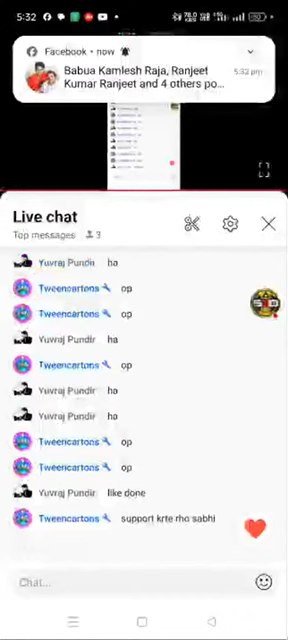 5:32
Facebook • now
Babua Kamlesh Raja, Ranjeet
Kumar Ranjeet and 4 others po...
5:32 pm
Live chat
Top messages 3
Yuvraj Pundir ha
Tweencartons op
Tweencartons op
Yuvraj Pundir ha
Tweencartons op
Yuvraj Pundir ha
Yuvraj Pundir ha
Tweencartons op
Tweencartons op
Yuvraj Pundir like done
Tweencartons support krte rho sabhi
Chat...